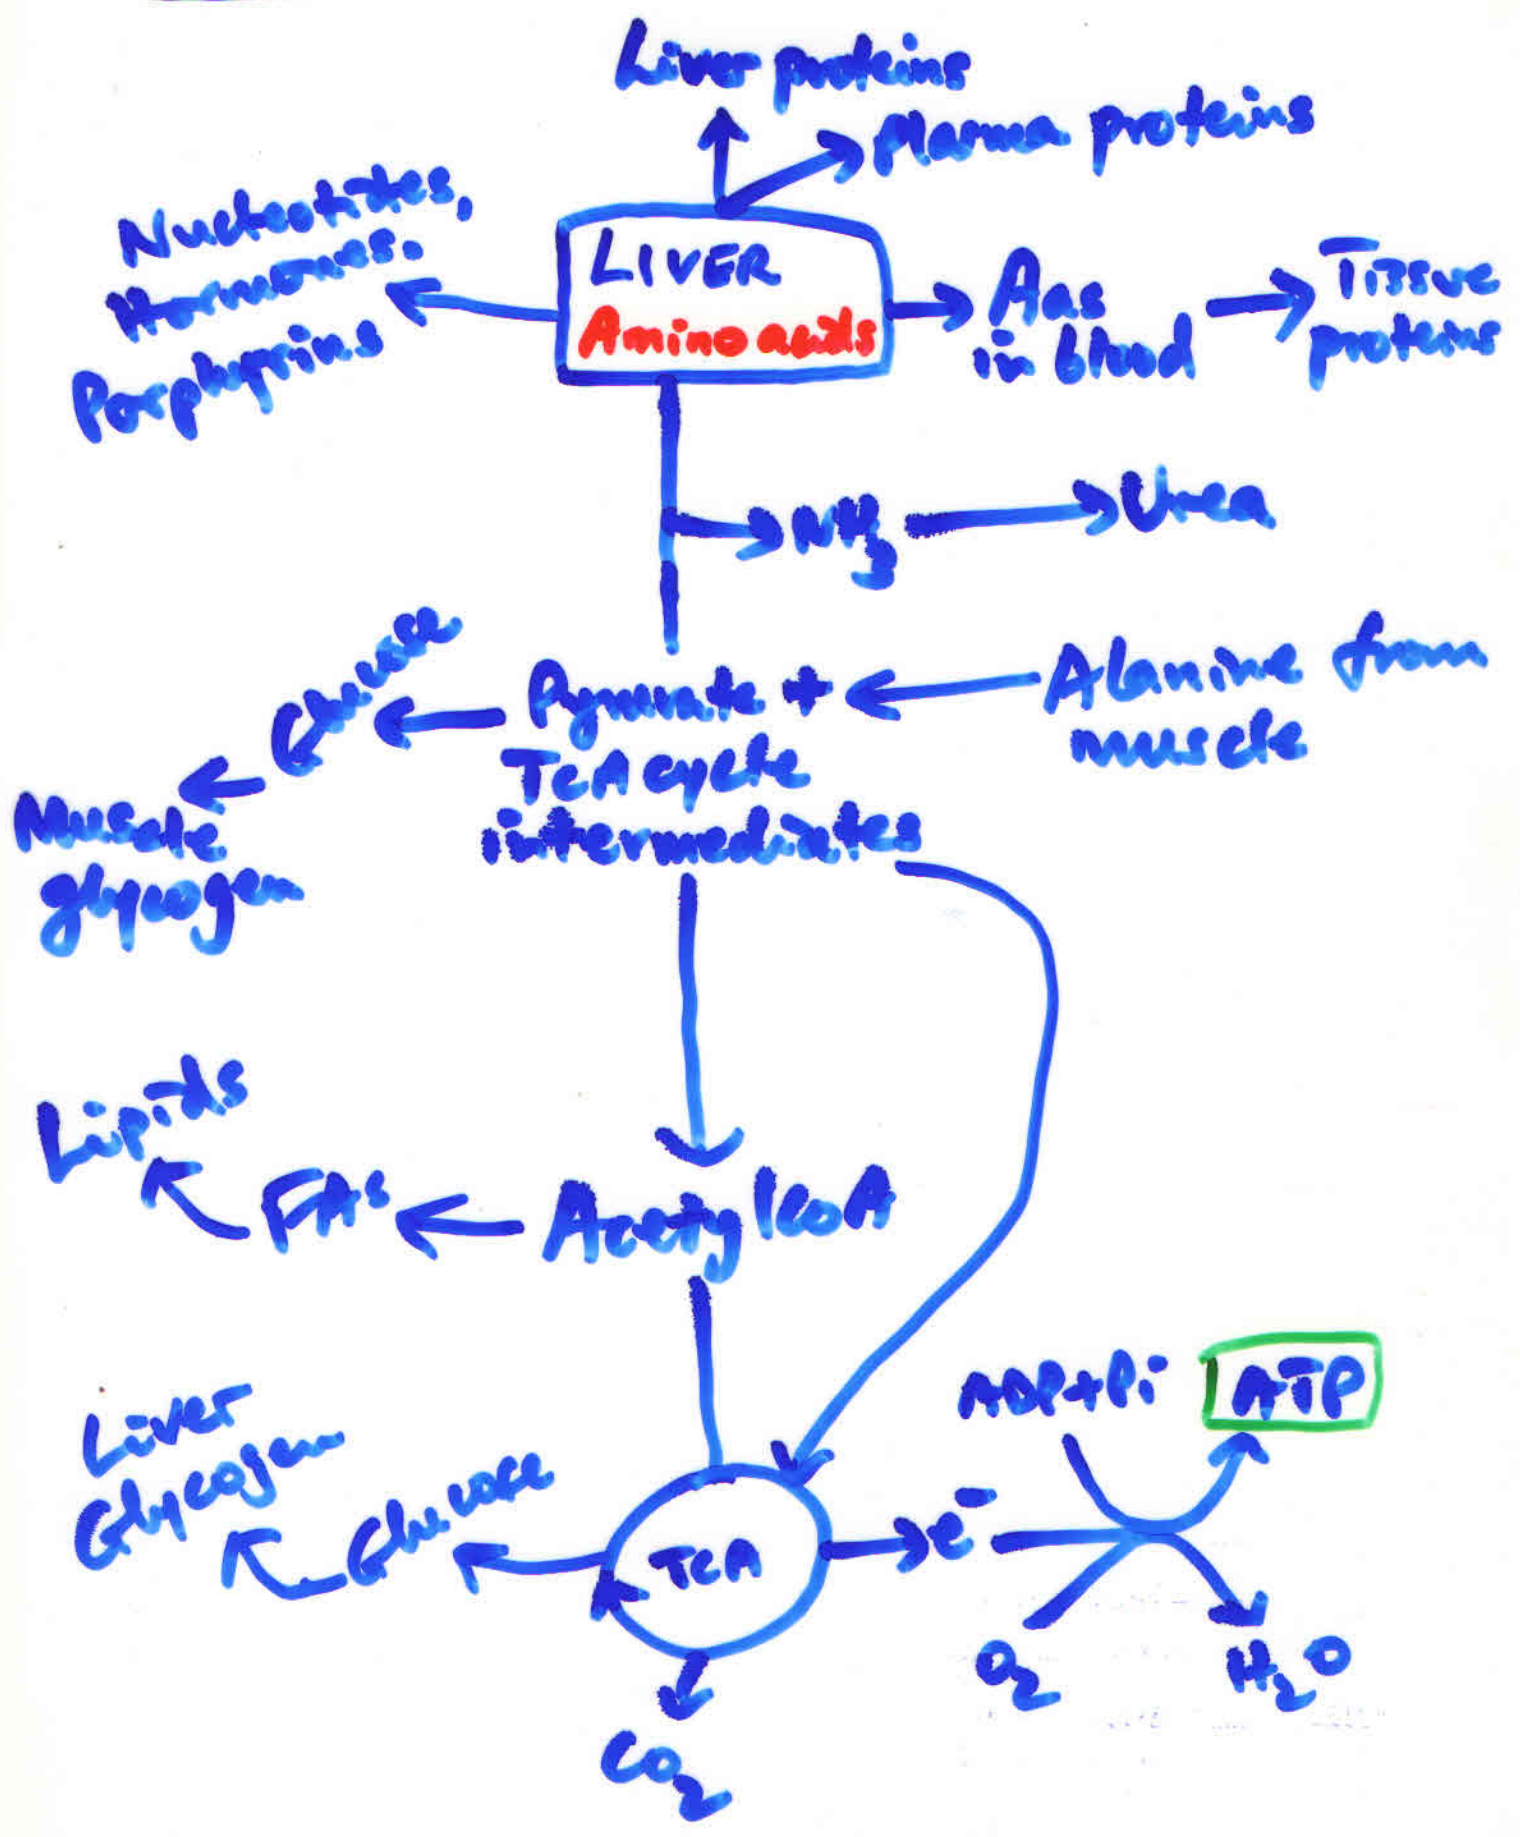 Liver proteins
Plasma proteins
Nucleotides,
Hormones.
Porphyrins
LIVER
Amino acids
Aas
in blood
Tissue
proteins
NH3
Urea
Glucose
Pyruvate +
TCA cycle
intermediates
Alanine from
muscle
Muscle
glycogen
Lipids
FAs
Acetyl CoA
ADP+Pi
ATP
Liver
Glycogen
Glucose
TCA
e-
O2
H2O
CO2